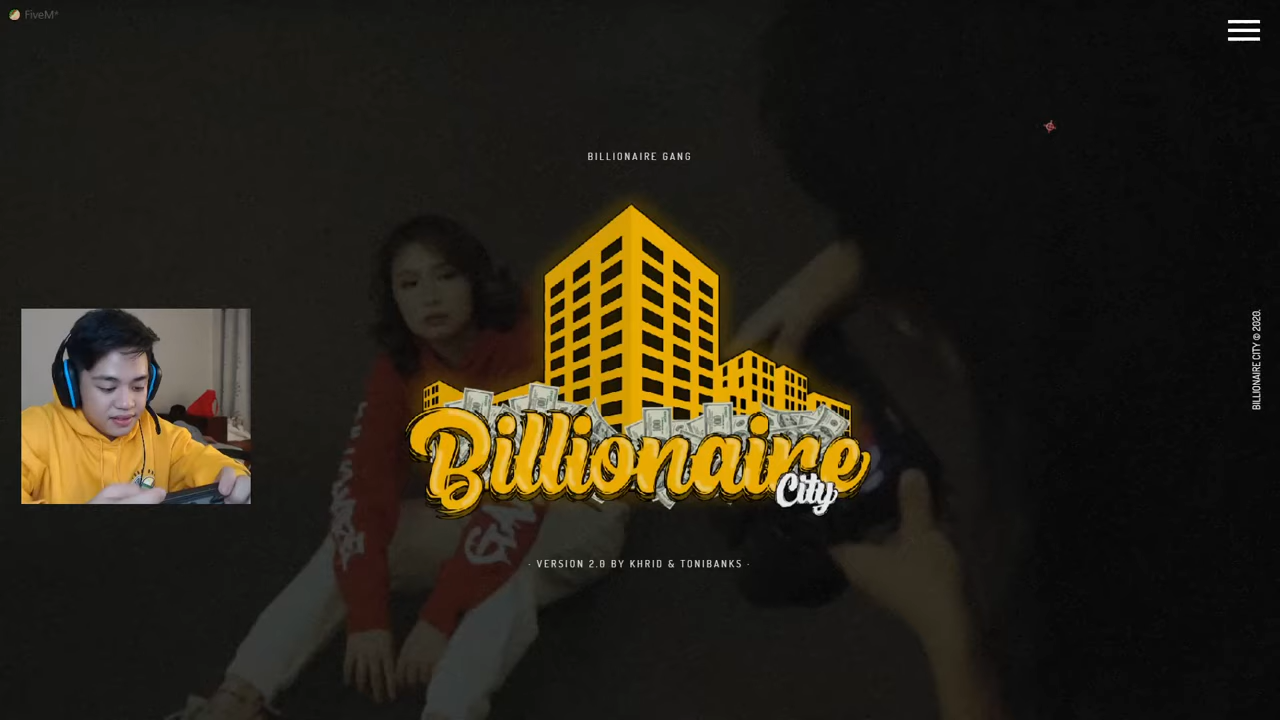 FiveM*
BILLIONAIRE GANG
Billionaire
City
- VERSION 2.0 BY KHRID & TONIBANKS -
BILLIONAIRE CITY © 2020.